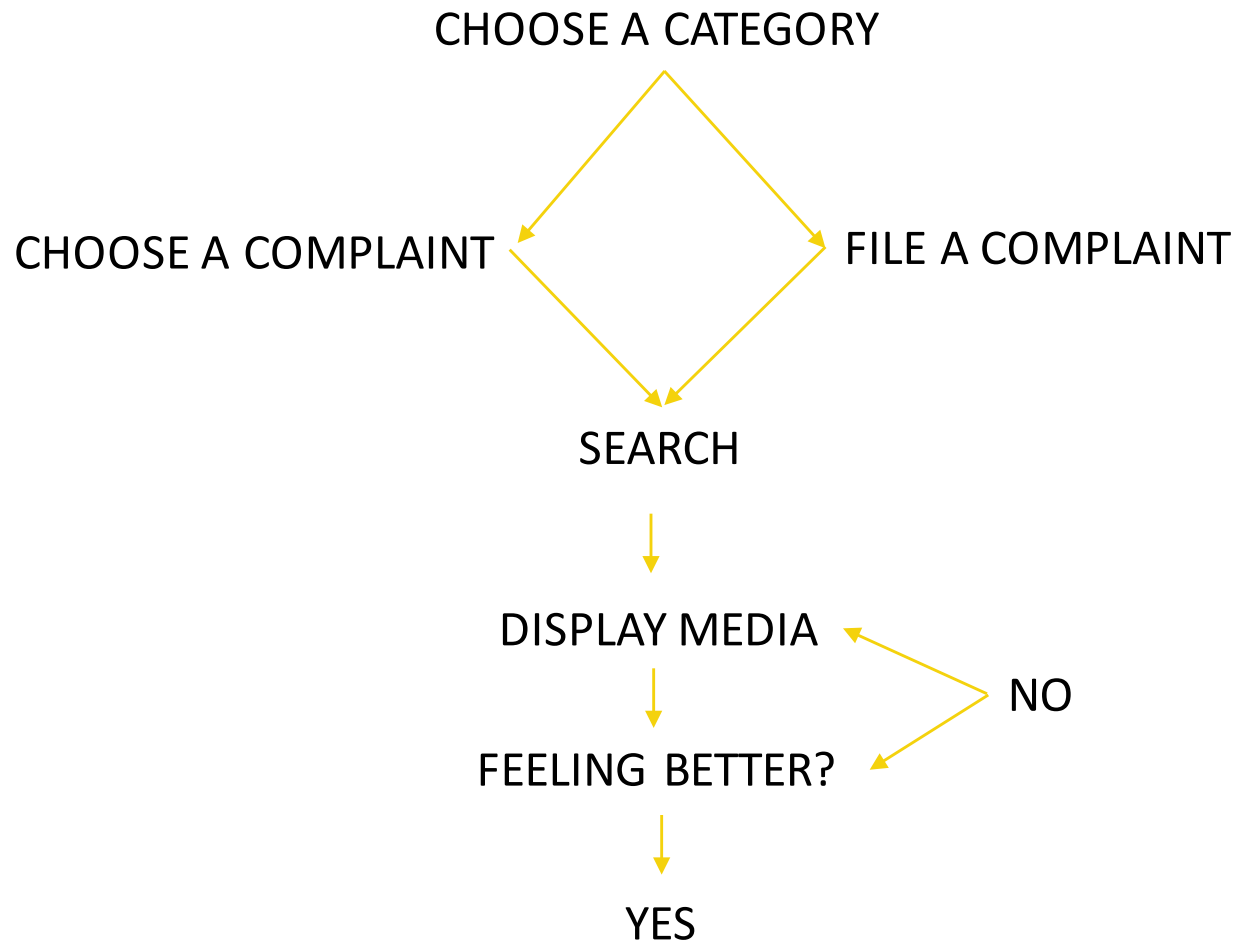 CHOOSE A CATEGORY
CHOOSE A COMPLAINT
FILE A COMPLAINT
SEARCH
DISPLAY MEDIA
NO
FEELING BETTER?
YES